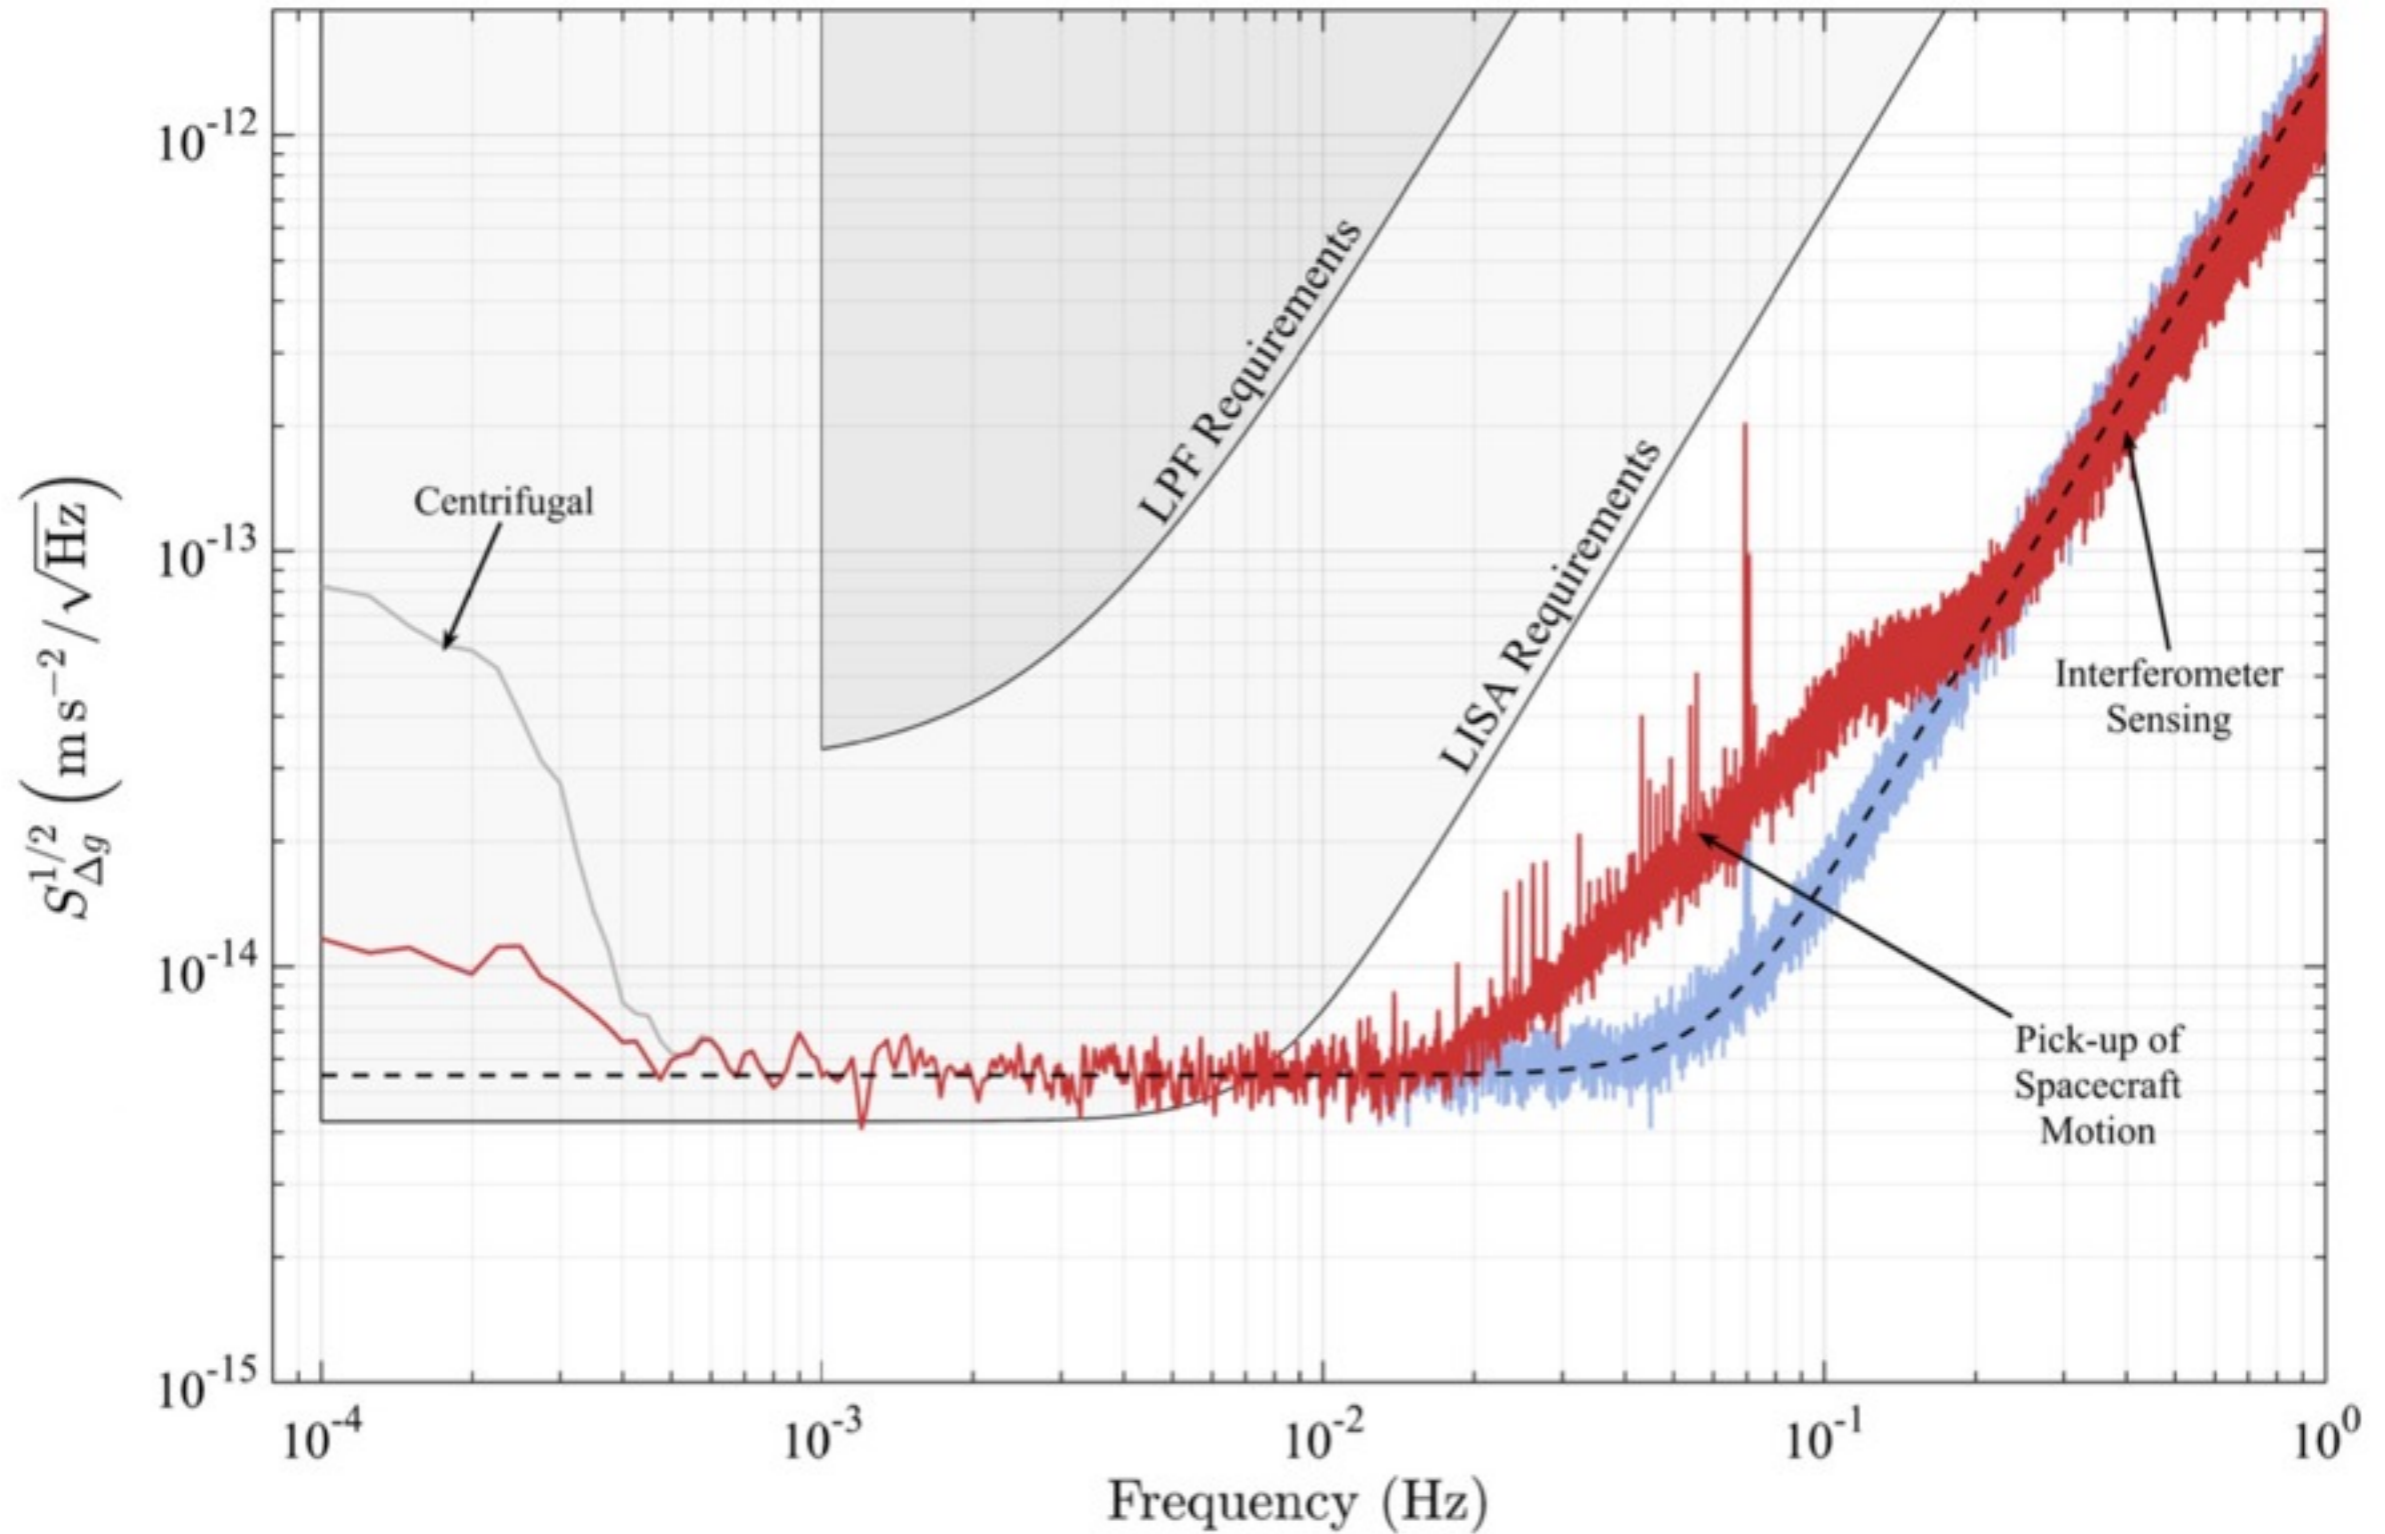 10^-12
10^-13
10^-14
10^-15
S_Δg^1/2 (m s^-2/√Hz)
Centrifugal
LPF Requirements
LISA Requirements
Interferometer
Sensing
Pick-up of
Spacecraft
Motion
10^-4 10^-3 10^-2 10^-1 10^0
Frequency (Hz)